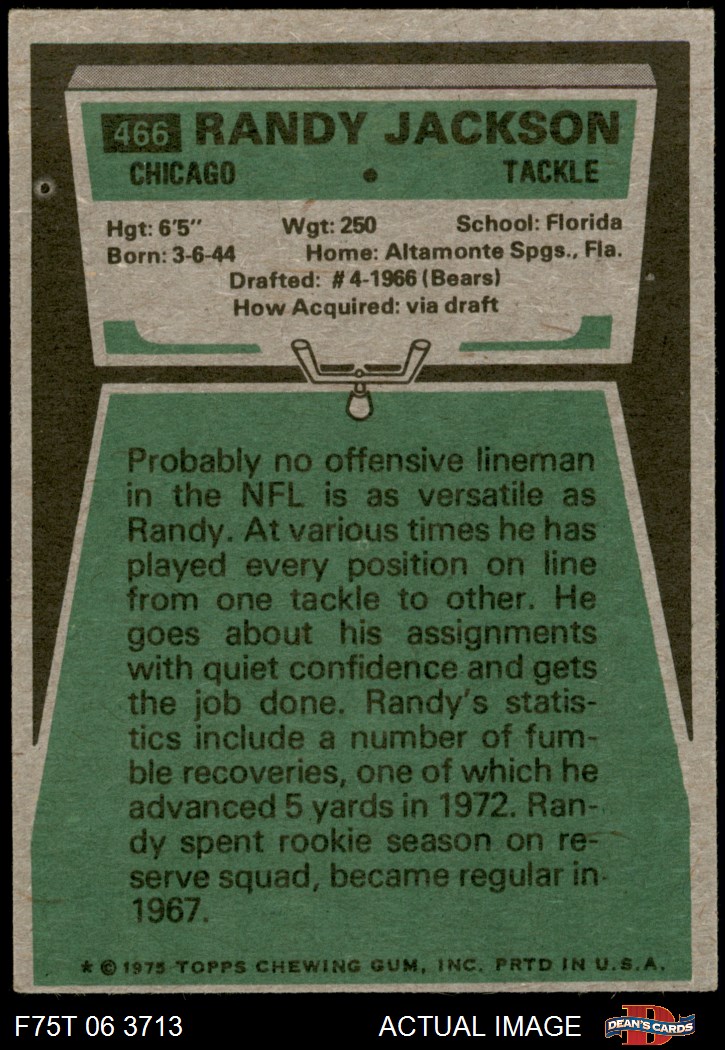 466 RANDY JACKSON
CHICAGO • TACKLE
Hgt: 6'5" Wgt: 250 School: Florida
Born: 3-6-44 Home: Altamonte Spgs., Fla.
Drafted: #4-1966 (Bears)
How Acquired: via draft
Probably no offensive lineman
in the NFL is as versatile as
Randy. At various times he has
played every position on line
from one tackle to other. He
goes about his assignments
with quiet confidence and gets
the job done. Randy's statis-
tics include a number of fum-
ble recoveries, one of which he
advanced 5 yards in 1972. Ran-
dy spent rookie season on re-
serve squad, became regular in
1967.
* © 1975 TOPPS CHEWING GUM, INC. PRTD IN U.S.A.
F75T 06 3713 ACTUAL IMAGE D DEAN'S CARDS